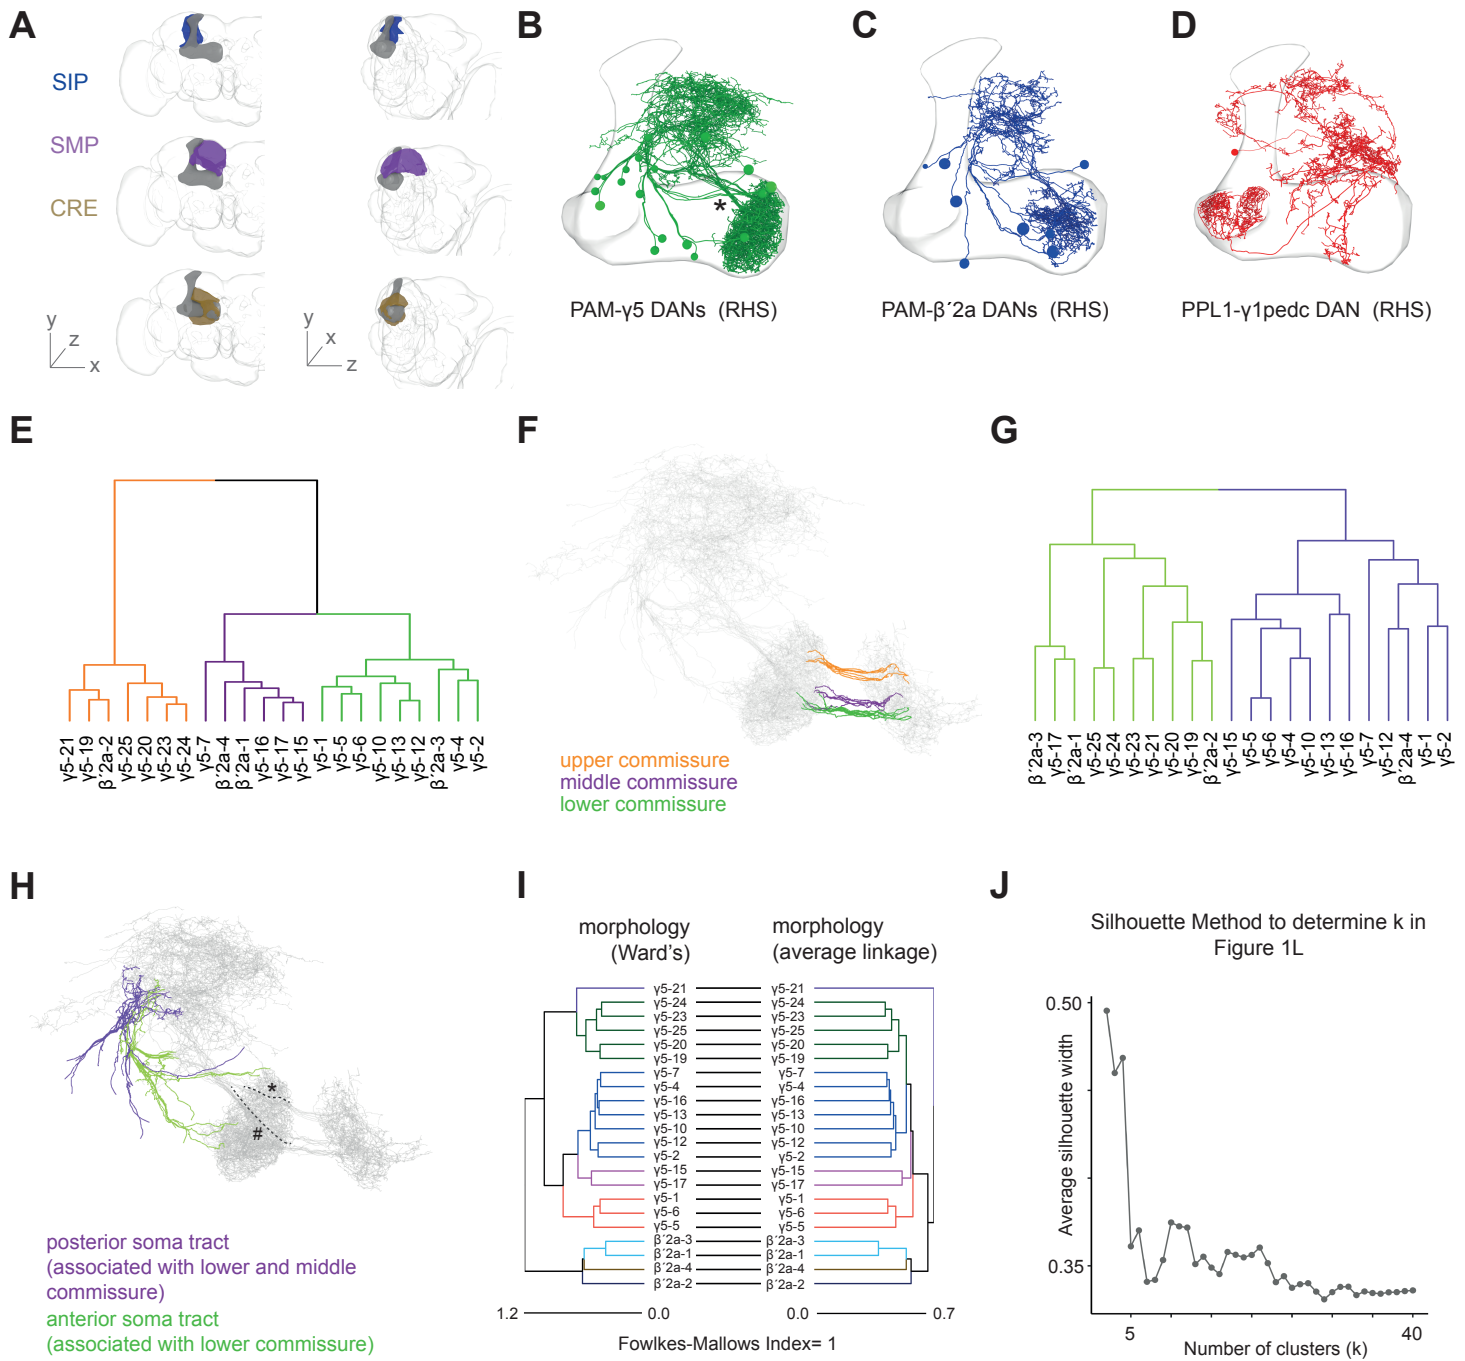 A
SIP
SMP
CRE
y
z
x
y
x
z
B
*
PAM-γ5 DANs (RHS)
C
PAM-β´2a DANs (RHS)
D
PPL1-γ1pedc DAN (RHS)
E
γ5-21
γ5-19
β´2a-2
γ5-25
γ5-20
γ5-23
γ5-24
γ5-7
β´2a-4
β´2a-1
γ5-16
γ5-17
γ5-15
γ5-1
γ5-5
γ5-6
γ5-10
γ5-13
γ5-12
β´2a-3
γ5-4
γ5-2
F
upper commissure
middle commissure
lower commissure
G
β´2a-3
γ5-17
β´2a-1
γ5-25
γ5-24
γ5-23
γ5-21
γ5-20
γ5-19
β´2a-2
γ5-15
γ5-5
γ5-6
γ5-4
γ5-10
γ5-13
γ5-16
γ5-7
γ5-12
β´2a-4
γ5-1
γ5-2
H
*
#
posterior soma tract
(associated with lower and middle
commissure)
anterior soma tract
(associated with lower commissure)
I
morphology
(Ward's)
morphology
(average linkage)
γ5-21 γ5-21
γ5-24 γ5-24
γ5-23 γ5-23
γ5-25 γ5-25
γ5-20 γ5-20
γ5-19 γ5-19
γ5-7 γ5-7
γ5-4 γ5-4
γ5-16 γ5-16
γ5-13 γ5-13
γ5-10 γ5-10
γ5-12 γ5-12
γ5-2 γ5-2
γ5-15 γ5-15
γ5-17 γ5-17
γ5-1 γ5-1
γ5-6 γ5-6
γ5-5 γ5-5
β´2a-3 β´2a-3
β´2a-1 β´2a-1
β´2a-4 β´2a-4
β´2a-2 β´2a-2
1.2 0.0 0.0 0.7
Fowlkes-Mallows Index= 1
J
Silhouette Method to determine k in
Figure 1L
Average silhouette width
0.50
0.35
5 40
Number of clusters (k)